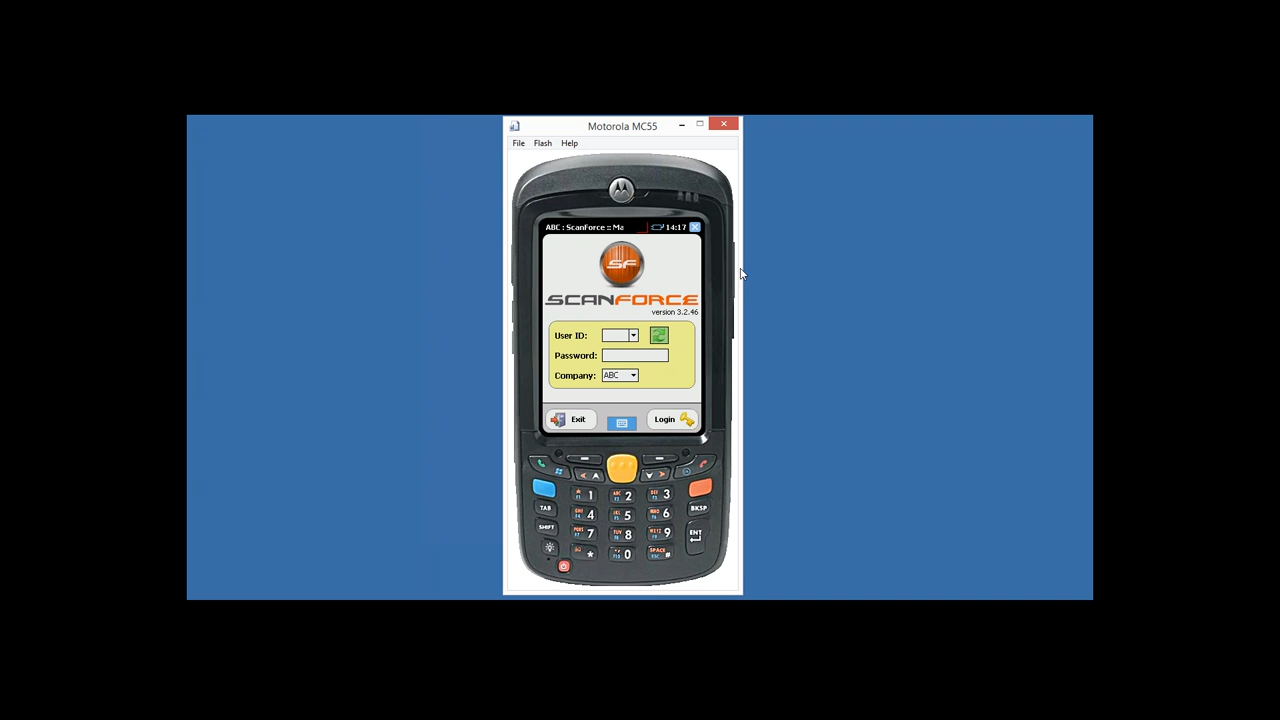 Motorola MC55
File Flash Help
ABC : ScanForce :: Ma 14:17
SF
SCANFORCE
version 3.2.46
User ID:
Password:
Company: ABC
Exit Login
1 2 3
TAB 4 5 6 BKSP
SHIFT 7 8 9 ENT
* 0 SPACE #